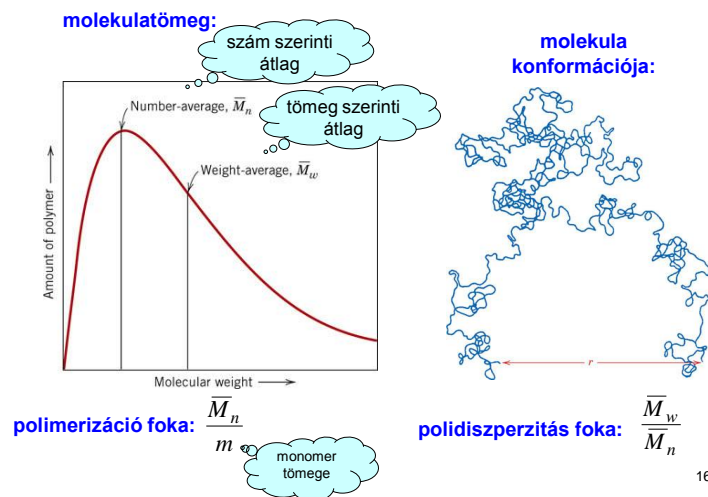 molekulatömeg:
szám szerinti
átlag
molekula
konformációja:
Number-average, M̅n
tömeg szerinti
átlag
Weight-average, M̅w
Amount of polymer
Molecular weight
r
polimerizáció foka: M̅n / m
monomer
tömege
polidiszperzitás foka: M̅w / M̅n
16